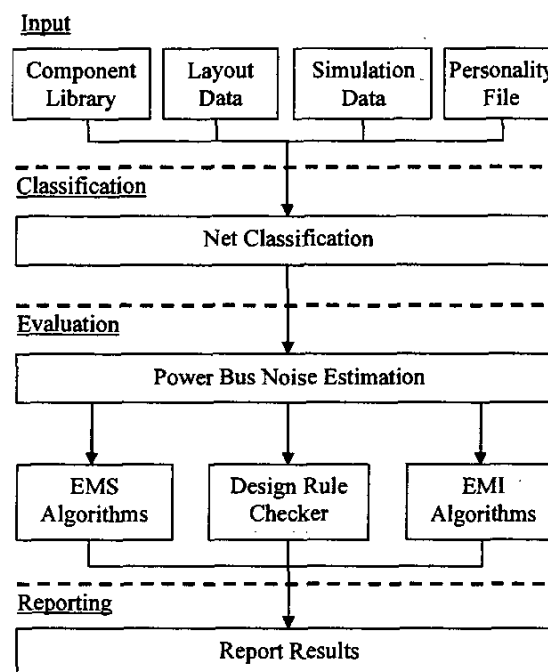 Input
Component Library
Layout Data
Simulation Data
Personality File
Classification
Net Classification
Evaluation
Power Bus Noise Estimation
EMS Algorithms
Design Rule Checker
EMI Algorithms
Reporting
Report Results